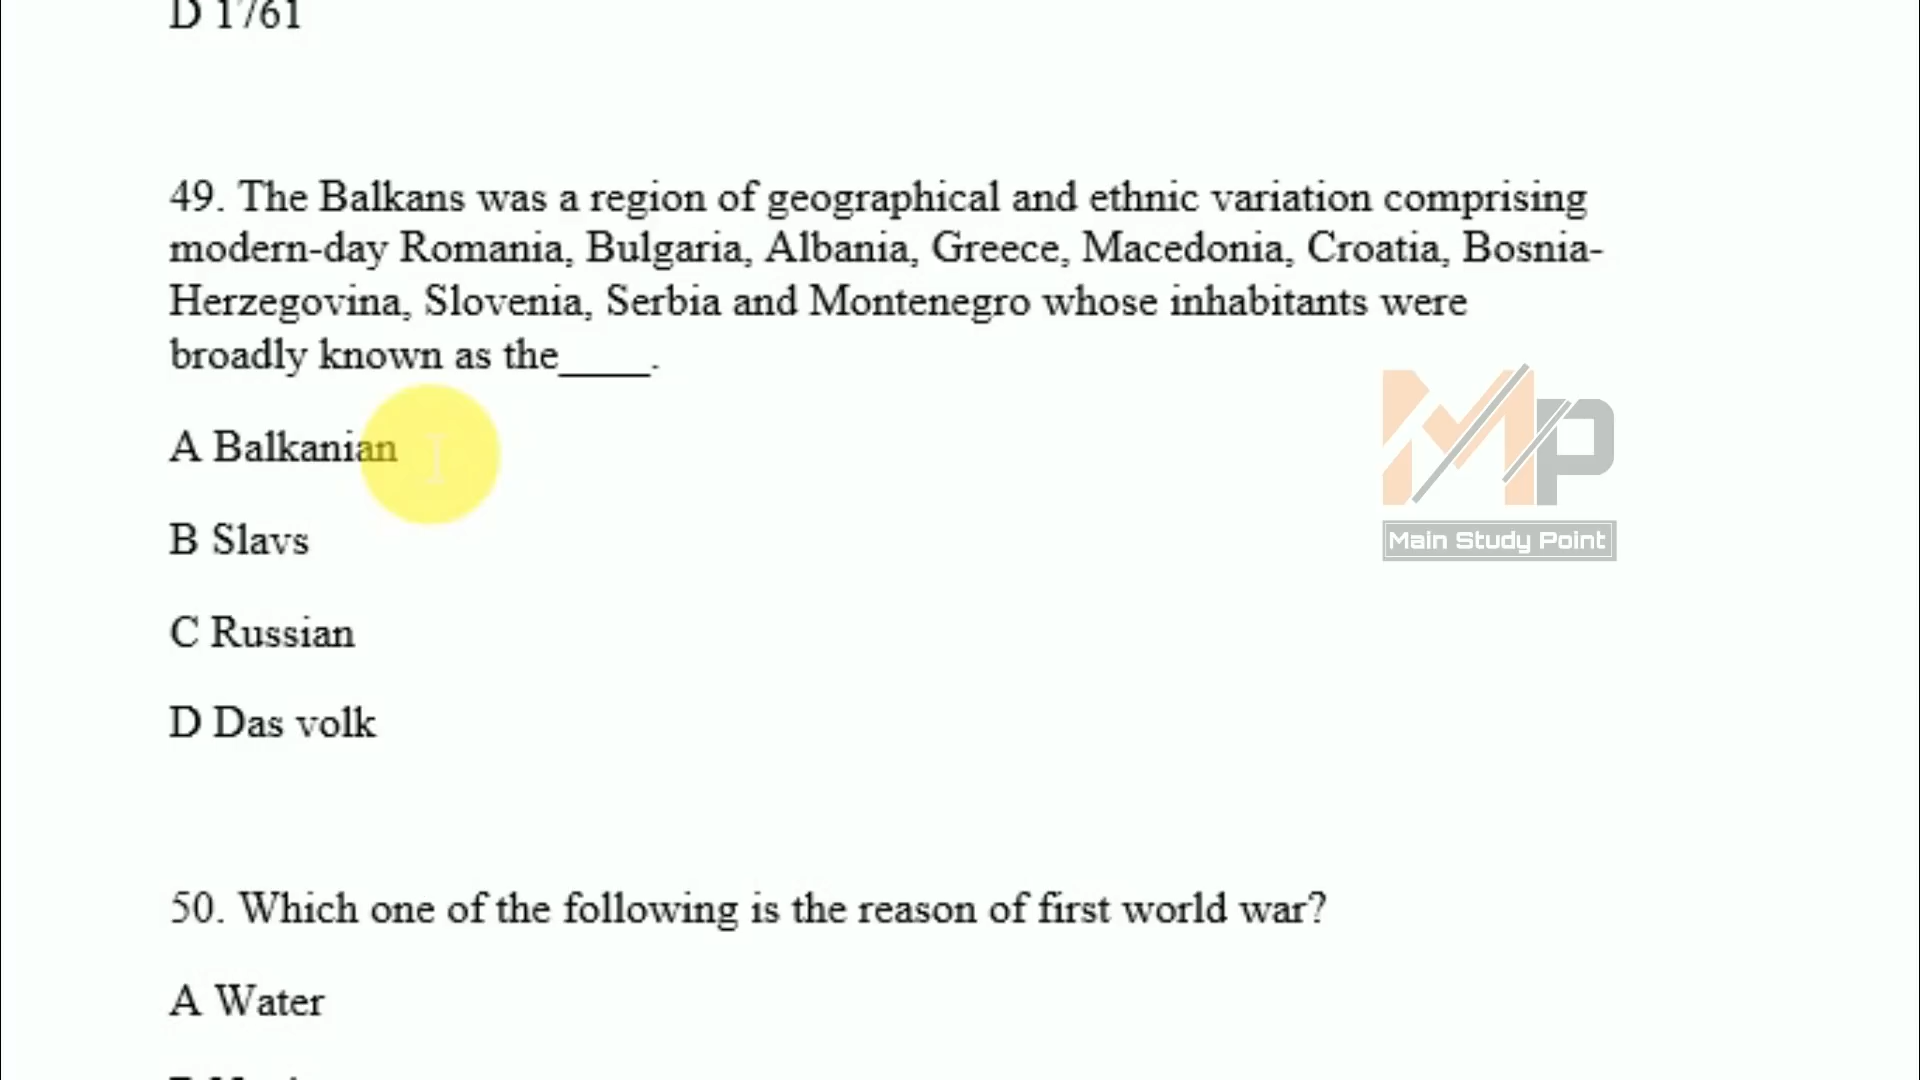 D 1761
49. The Balkans was a region of geographical and ethnic variation comprising
modern-day Romania, Bulgaria, Albania, Greece, Macedonia, Croatia, Bosnia-
Herzegovina, Slovenia, Serbia and Montenegro whose inhabitants were
broadly known as the____.
A Balkanian
B Slavs
C Russian
D Das volk
MP
Main Study Point
50. Which one of the following is the reason of first world war?
A Water